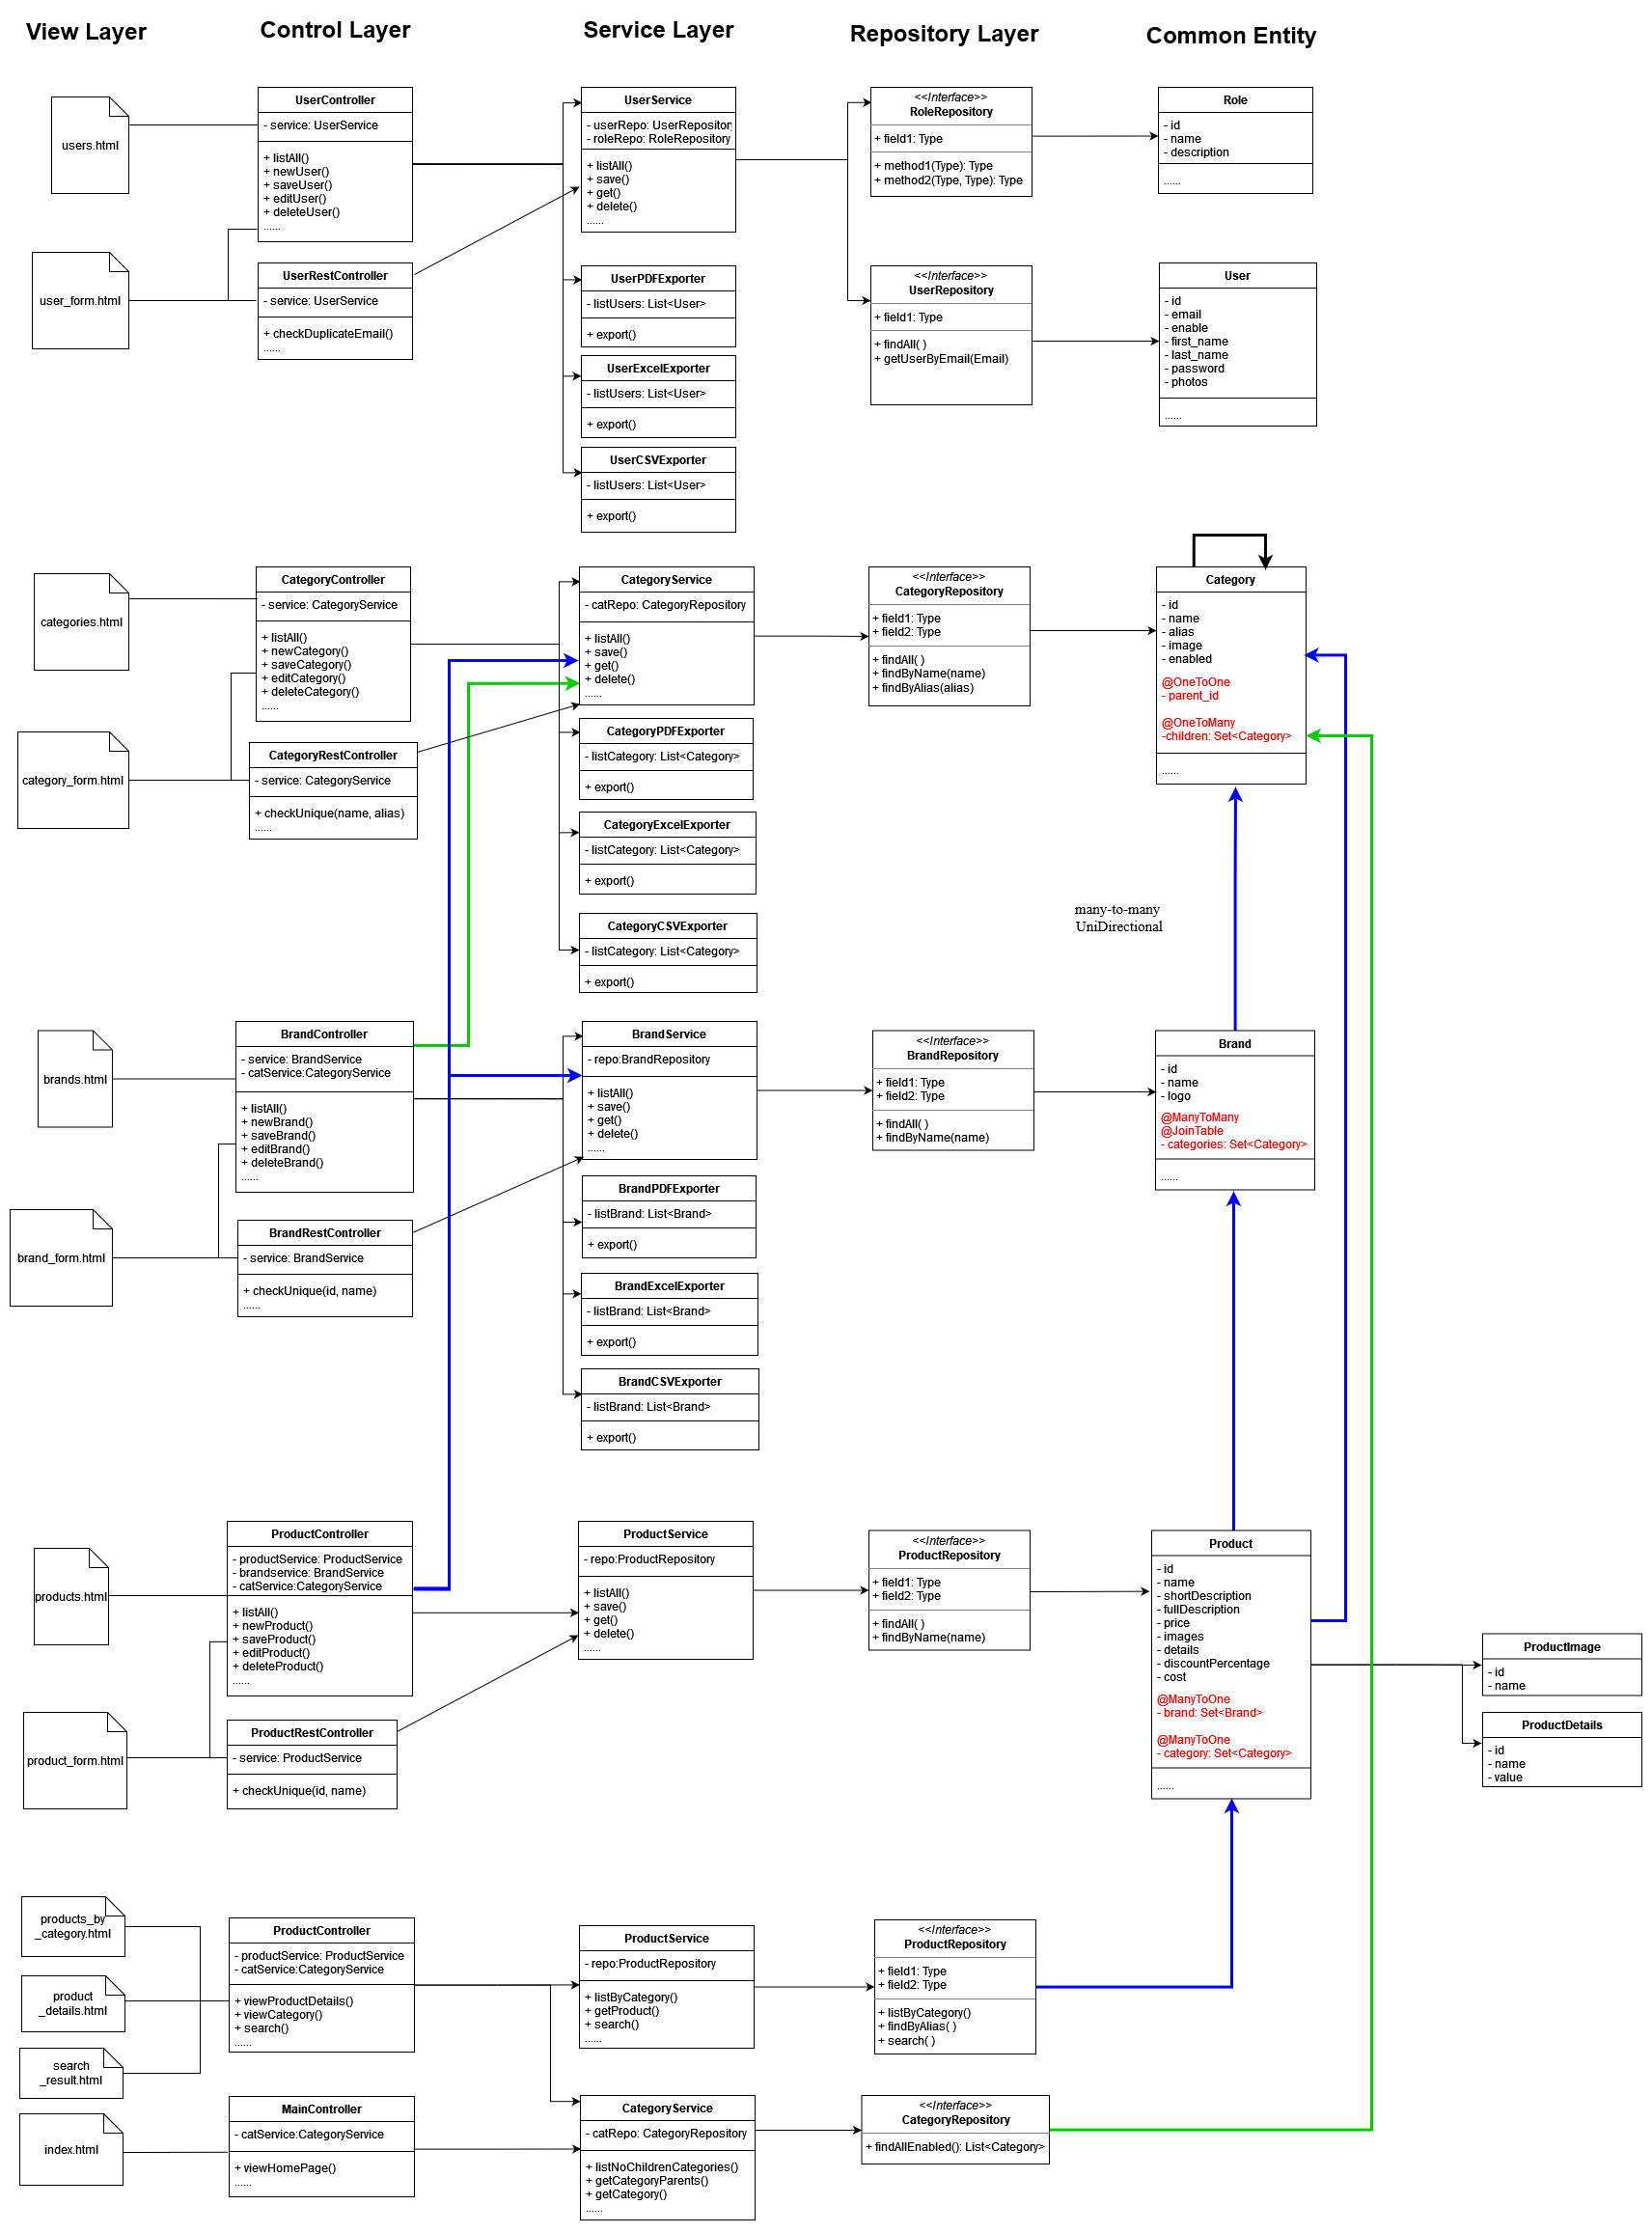 View Layer
Control Layer
Service Layer
Repository Layer
Common Entity
users.html
user_form.html
UserController
- service: UserService
+ listAll()
+ newUser()
+ saveUser()
+ editUser()
+ deleteUser()
......
UserRestController
- service: UserService
+ checkDuplicateEmail()
......
UserService
- userRepo: UserRepository
- roleRepo: RoleRepository
+ listAll()
+ save()
+ get()
+ delete()
......
UserPDFExporter
- listUsers: List<User>
+ export()
UserExcelExporter
- listUsers: List<User>
+ export()
UserCSVExporter
- listUsers: List<User>
+ export()
<<Interface>>
RoleRepository
+ field1: Type
+ method1(Type): Type
+ method2(Type, Type): Type
<<Interface>>
UserRepository
+ field1: Type
+ findAll( )
+ getUserByEmail(Email)
Role
- id
- name
- description
......
User
- id
- email
- enable
- first_name
- last_name
- password
- photos
......
categories.html
category_form.html
CategoryController
- service: CategoryService
+ listAll()
+ newCategory()
+ saveCategory()
+ editCategory()
+ deleteCategory()
......
CategoryRestController
- service: CategoryService
+ checkUnique(name, alias)
......
CategoryService
- catRepo: CategoryRepository
+ listAll()
+ save()
+ get()
+ delete()
......
CategoryPDFExporter
- listCategory: List<Category>
+ export()
CategoryExcelExporter
- listCategory: List<Category>
+ export()
CategoryCSVExporter
- listCategory: List<Category>
+ export()
<<Interface>>
CategoryRepository
+ field1: Type
+ field2: Type
+ findAll( )
+ findByName(name)
+ findByAlias(alias)
Category
- id
- name
- alias
- image
- enabled
@OneToOne
- parent_id
@OneToMany
-children: Set<Category>
......
many-to-many
UniDirectional
brands.html
brand_form.html
BrandController
- service: BrandService
- catService:CategoryService
+ listAll()
+ newBrand()
+ saveBrand()
+ editBrand()
+ deleteBrand()
......
BrandRestController
- service: BrandService
+ checkUnique(id, name)
......
BrandService
- repo:BrandRepository
+ listAll()
+ save()
+ get()
+ delete()
......
BrandPDFExporter
- listBrand: List<Brand>
+ export()
BrandExcelExporter
- listBrand: List<Brand>
+ export()
BrandCSVExporter
- listBrand: List<Brand>
+ export()
<<Interface>>
BrandRepository
+ field1: Type
+ field2: Type
+ findAll( )
+ findByName(name)
Brand
- id
- name
- logo
@ManyToMany
@JoinTable
- categories: Set<Category>
......
products.html
product_form.html
ProductController
- productService: ProductService
- brandservice: BrandService
- catService:CategoryService
+ listAll()
+ newProduct()
+ saveProduct()
+ editProduct()
+ deleteProduct()
......
ProductRestController
- service: ProductService
+ checkUnique(id, name)
ProductService
- repo:ProductRepository
+ listAll()
+ save()
+ get()
+ delete()
......
<<Interface>>
ProductRepository
+ field1: Type
+ field2: Type
+ findAll( )
+ findByName(name)
Product
- id
- name
- shortDescription
- fullDescription
- price
- images
- details
- discountPercentage
- cost
@ManyToOne
- brand: Set<Brand>
@ManyToOne
- category: Set<Category>
......
ProductImage
- id
- name
ProductDetails
- id
- name
- value
products_by
_category.html
product
_details.html
search
_result.html
index.html
ProductController
- productService: ProductService
- catService:CategoryService
+ viewProductDetails()
+ viewCategory()
+ search()
......
MainController
- catService:CategoryService
+ viewHomePage()
......
ProductService
- repo:ProductRepository
+ listByCategory()
+ getProduct()
+ search()
......
CategoryService
- catRepo: CategoryRepository
+ listNoChildrenCategories()
+ getCategoryParents()
+ getCategory()
......
<<Interface>>
ProductRepository
+ field1: Type
+ field2: Type
+ listByCategory()
+ findByAlias( )
+ search( )
<<Interface>>
CategoryRepository
+ findAllEnabled(): List<Category>